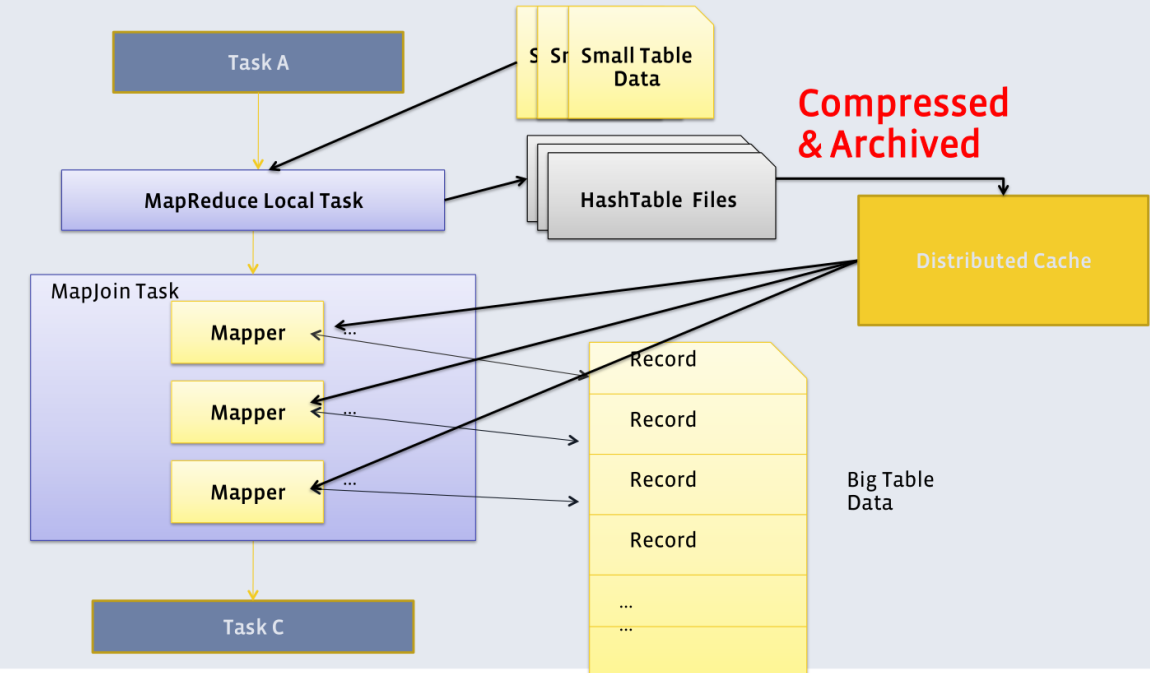 Task A
S
Sr
Small Table
Data
Compressed
& Archived
MapReduce Local Task
HashTable Files
Distributed Cache
MapJoin Task
Mapper
...
Mapper
...
Mapper
...
Record
Record
Record
Record
...
...
Big Table
Data
Task C